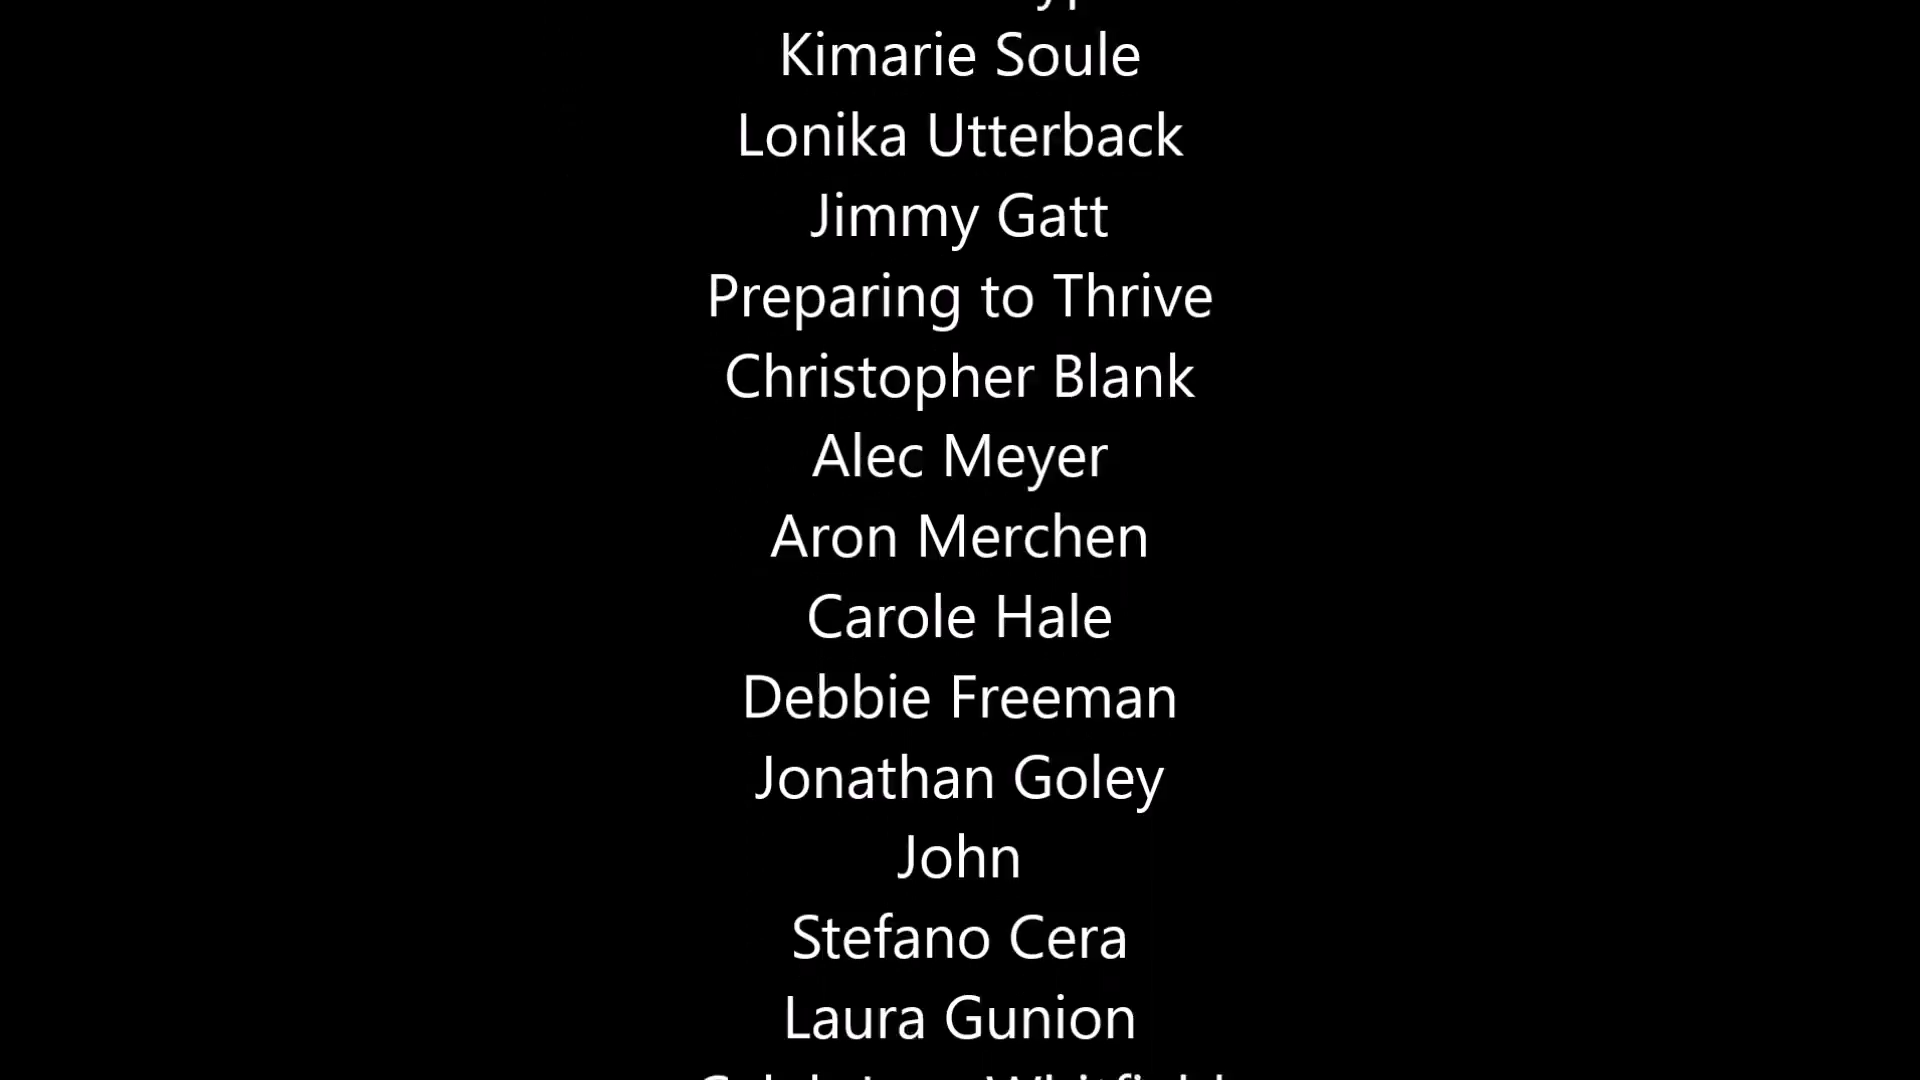 Kimarie Soule
Lonika Utterback
Jimmy Gatt
Preparing to Thrive
Christopher Blank
Alec Meyer
Aron Merchen
Carole Hale
Debbie Freeman
Jonathan Goley
John
Stefano Cera
Laura Gunion